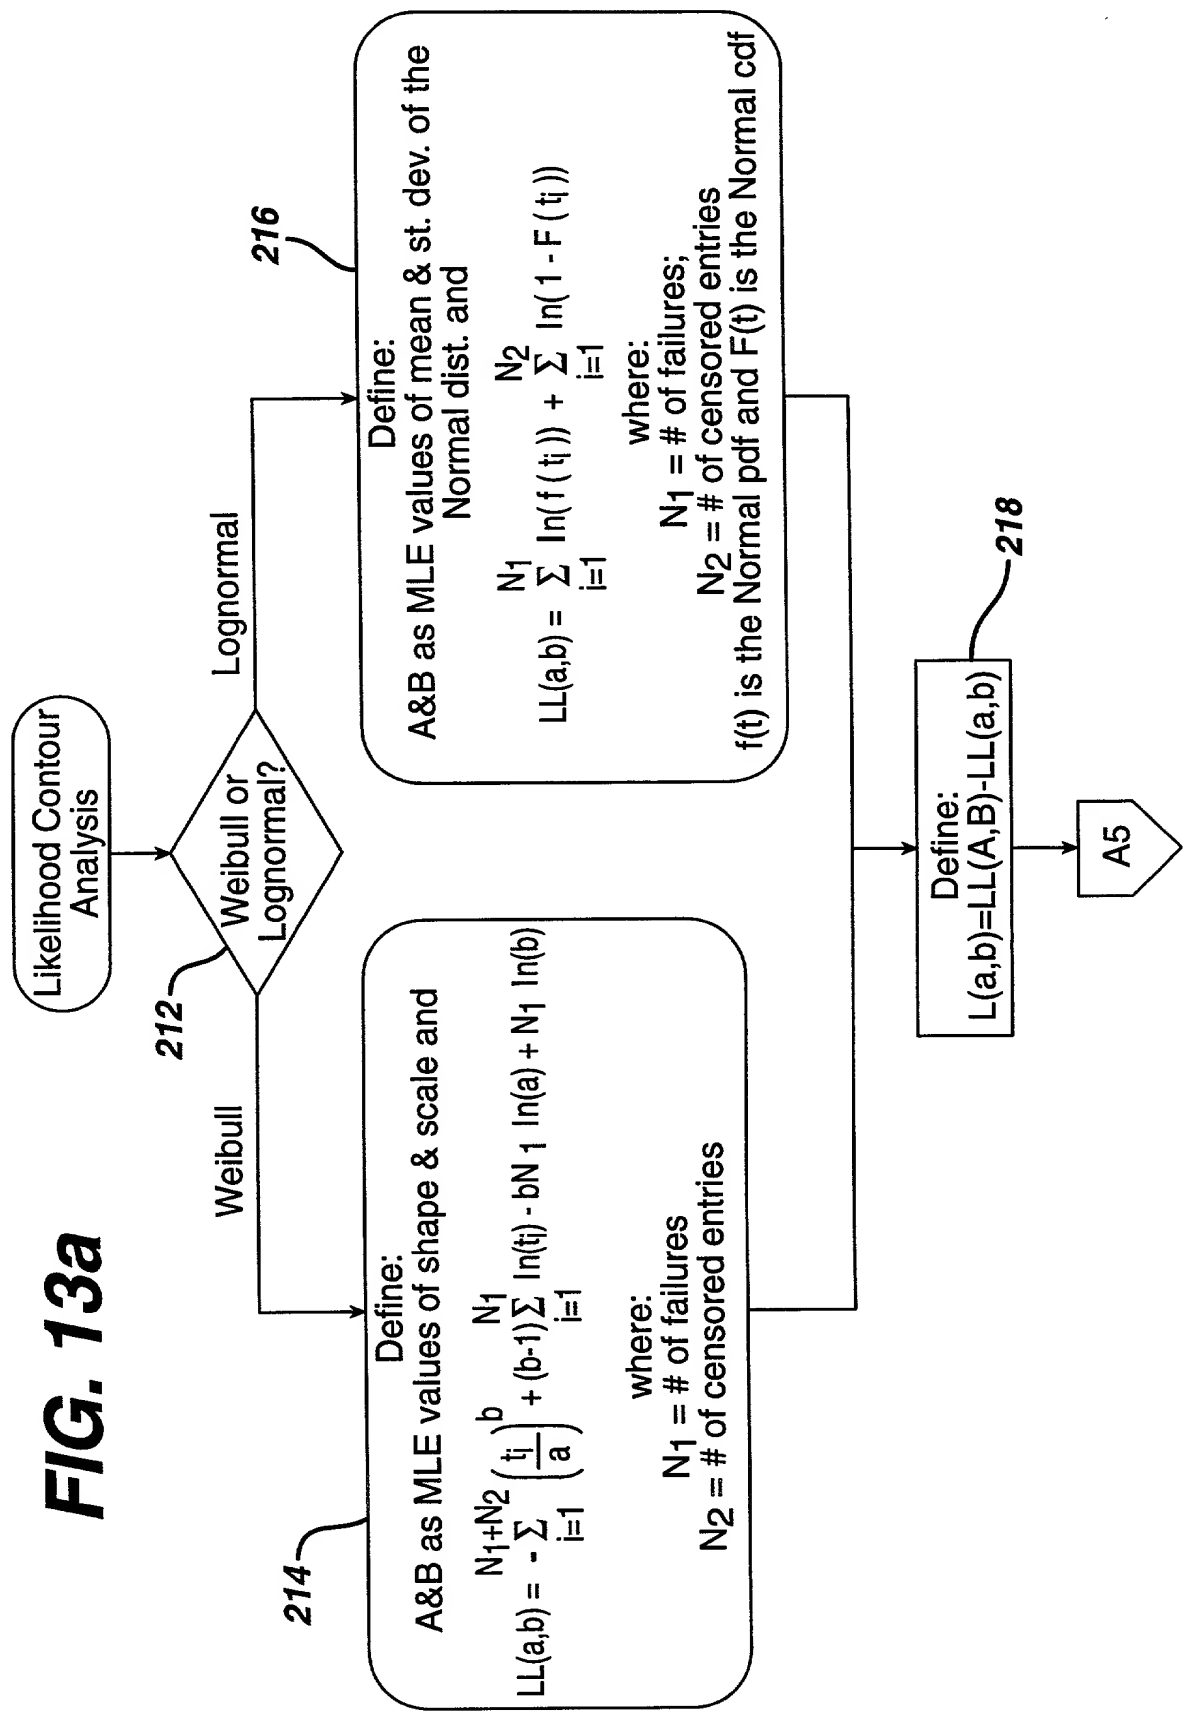 FIG. 13a
Likelihood Contour
Analysis
212
Weibull or
Lognormal?
Weibull
Lognormal
214
Define:
A&B as MLE values of shape & scale and
LL(a,b) = - N1+N2 Σ i=1 (ti/a)^b + (b-1) N1 Σ i=1 ln(ti) - bN1 ln(a) + N1 ln(b)
where:
N1 = # of failures
N2 = # of censored entries
216
Define:
A&B as MLE values of mean & st. dev. of the
Normal dist. and
LL(a,b) = N1 Σ i=1 ln( f ( ti )) + N2 Σ i=1 ln( 1 - F ( ti ))
where:
N1 = # of failures;
N2 = # of censored entries
f(t) is the Normal pdf and F(t) is the Normal cdf
218
Define:
L(a,b)=LL(A,B)-LL(a,b)
A5